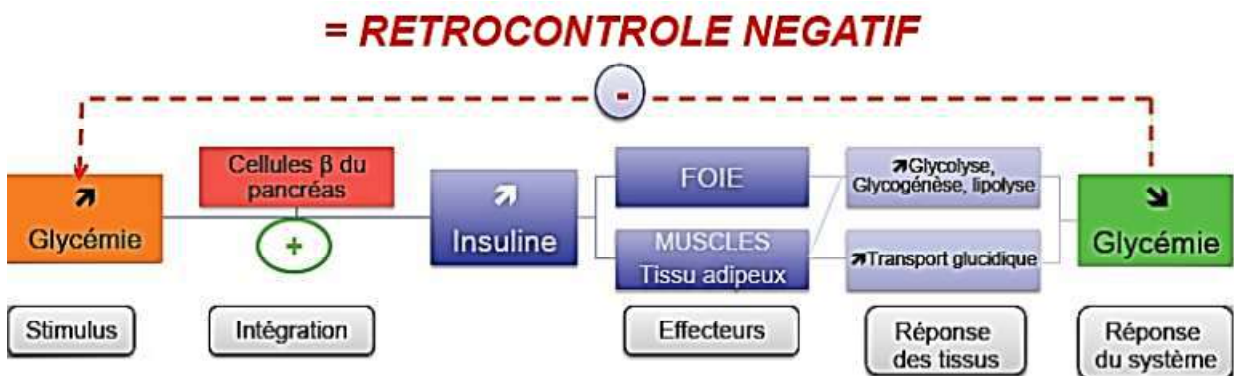 = RETROCONTROLE NEGATIF
-
↗
Glycémie
Cellules β du
pancréas
+
↗
Insuline
FOIE
MUSCLES
Tissu adipeux
↗Glycolyse,
Glycogénèse, lipolyse
↗Transport glucidique
↘
Glycémie
Stimulus
Intégration
Effecteurs
Réponse
des tissus
Réponse
du système